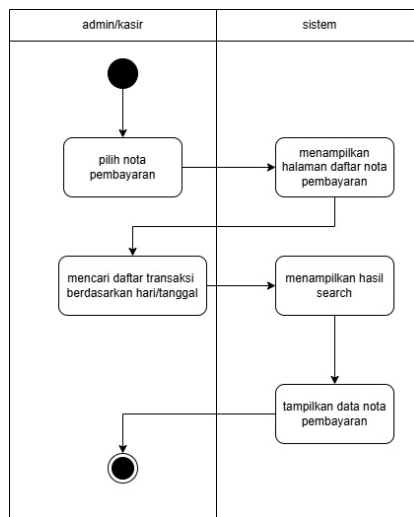 admin/kasir
sistem
pilih nota
pembayaran
menampilkan
halaman daftar nota
pembayaran
mencari daftar transaksi
berdasarkan hari/tanggal
menampilkan hasil
search
tampilkan data nota
pembayaran